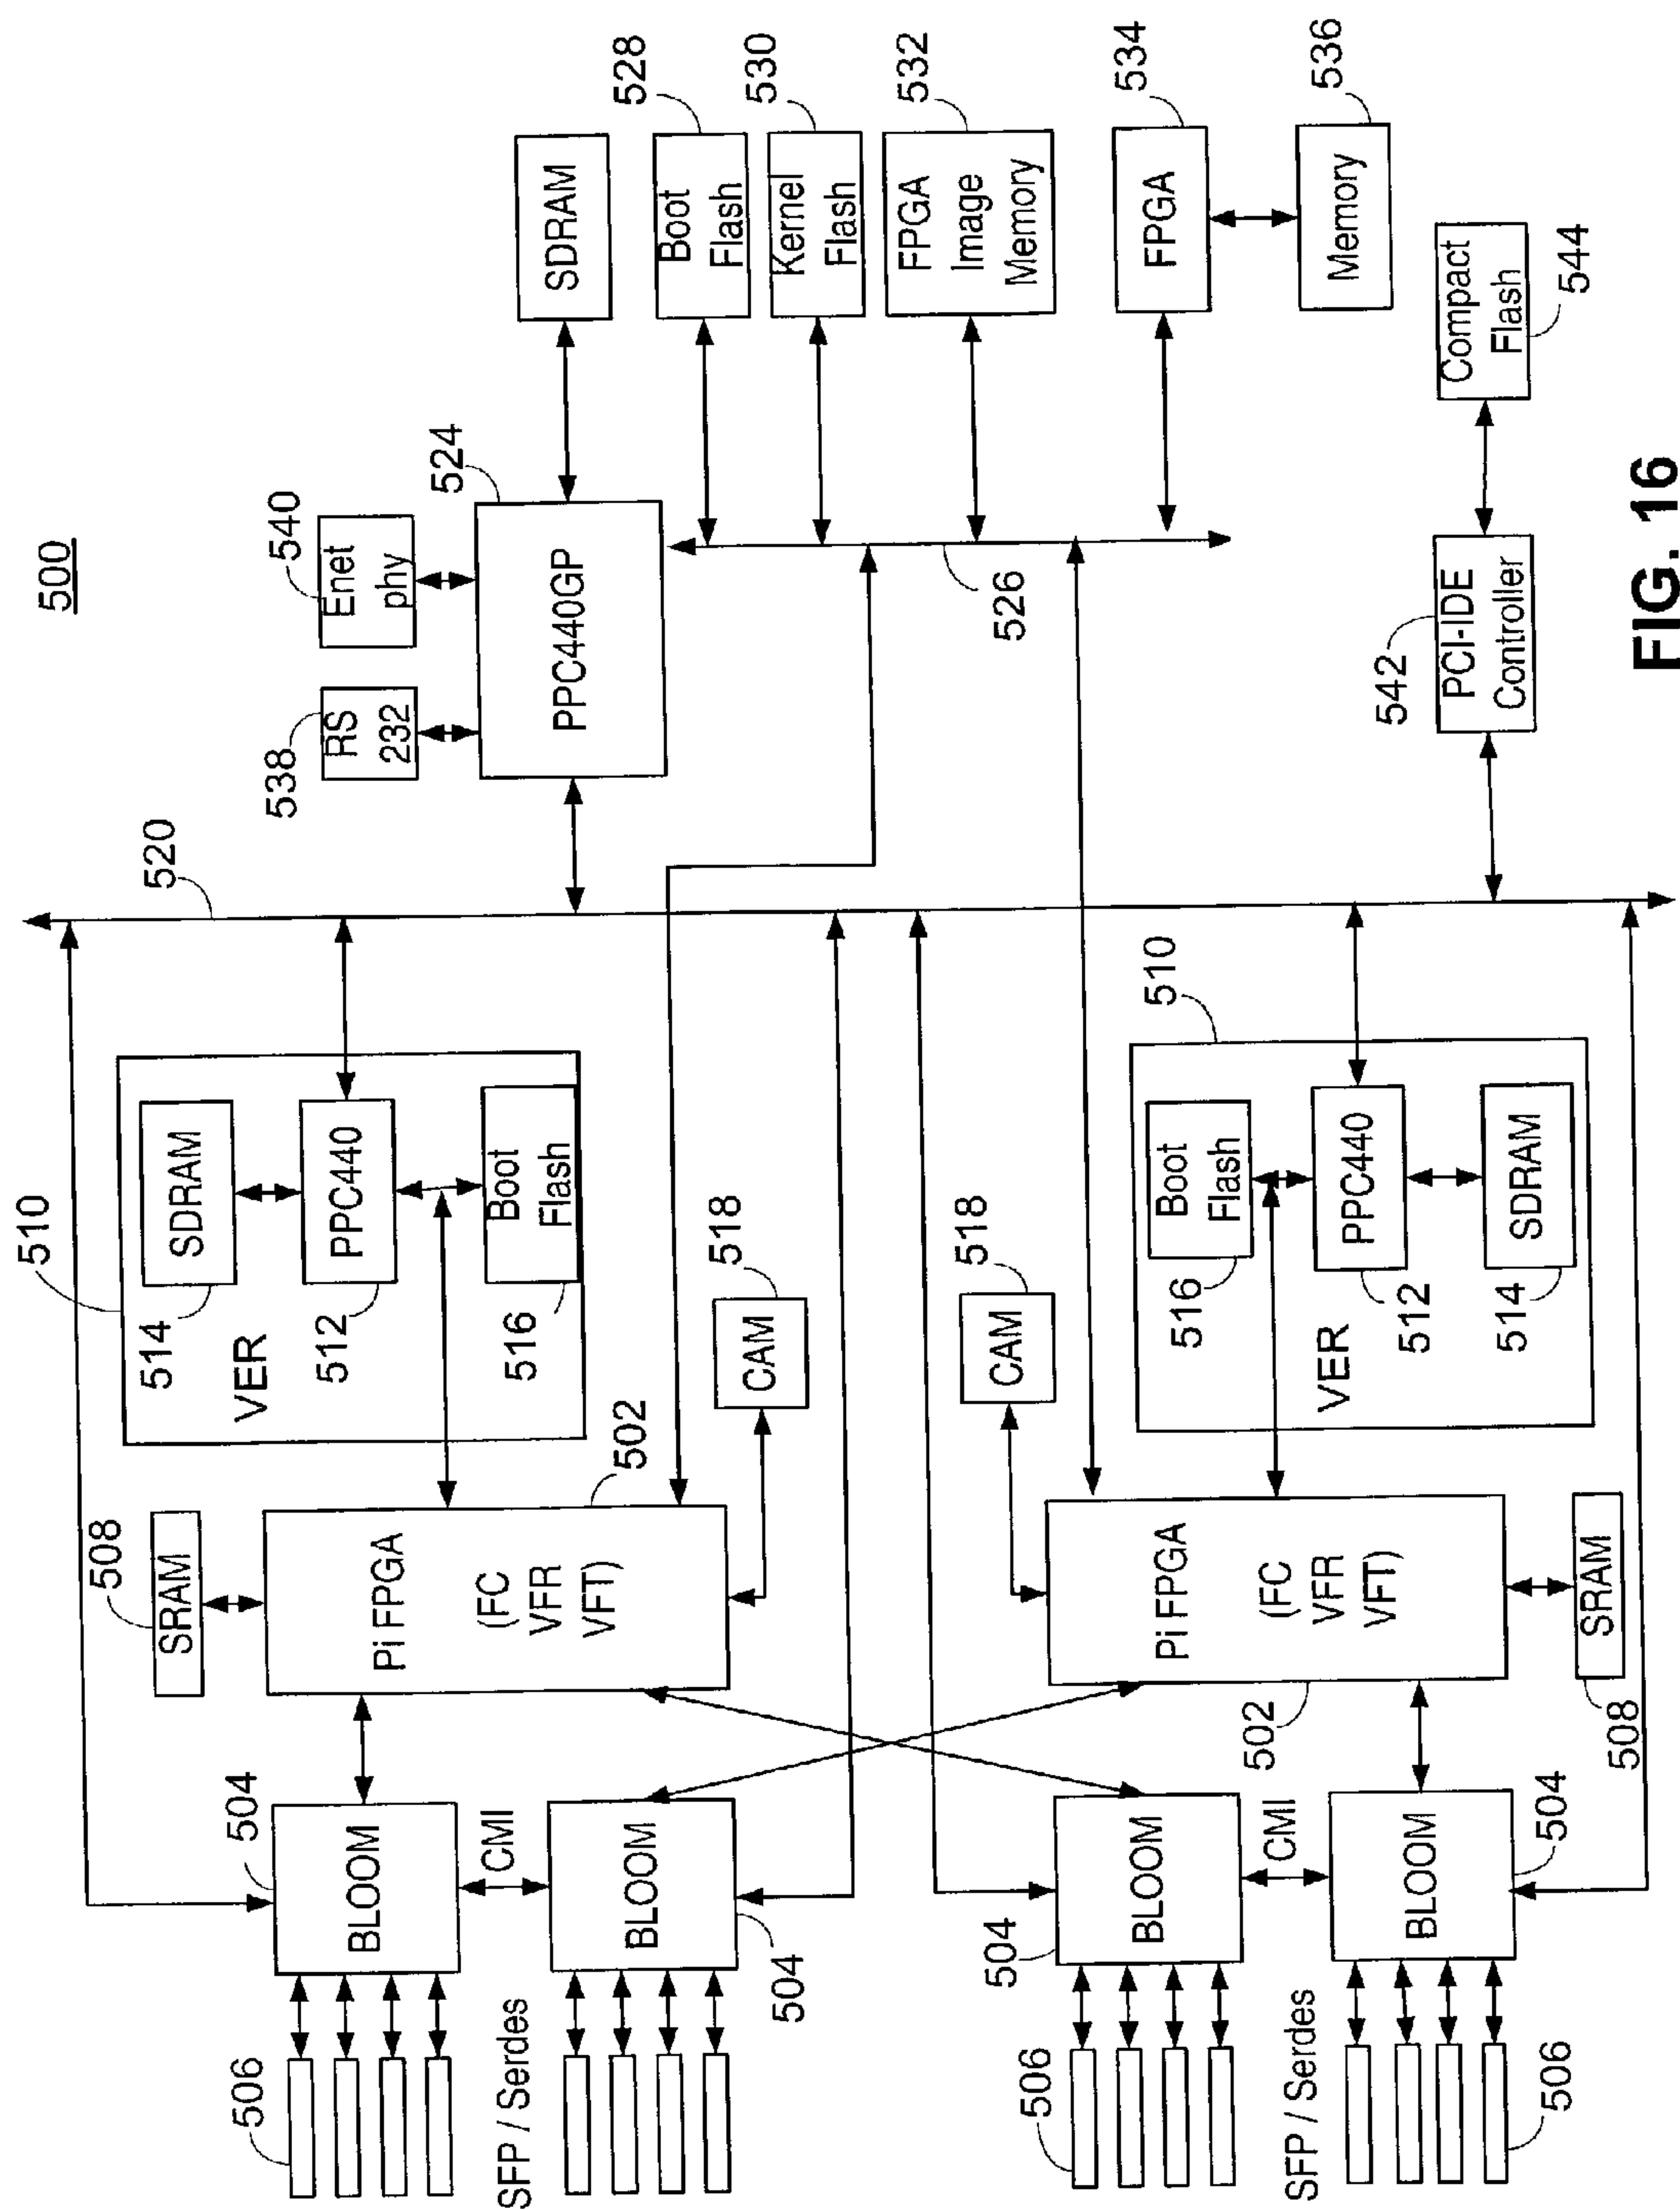 500
506
SFP / Serdes
504
BLOOM
CMI
BLOOM
504
508
SRAM
Pi FPGA
(FC
VFR
VFT)
502
510
514
SDRAM
VER
512
PPC440
516
Boot
Flash
CAM
518
520
538
RS
232
540
Enet
phy
524
PPC440GP
SDRAM
528
Boot
Flash
530
Kernel
Flash
532
FPGA
Image
Memory
534
FPGA
536
Memory
526
506
SFP / Serdes
506
504
BLOOM
CMI
BLOOM
504
502
Pi FPGA
(FC
VFR
VFT)
508
SRAM
CAM
518
510
516
Boot
Flash
VER
512
PPC440
514
SDRAM
542
PCI-IDE
Controller
Compact
Flash
544
FIG. 16